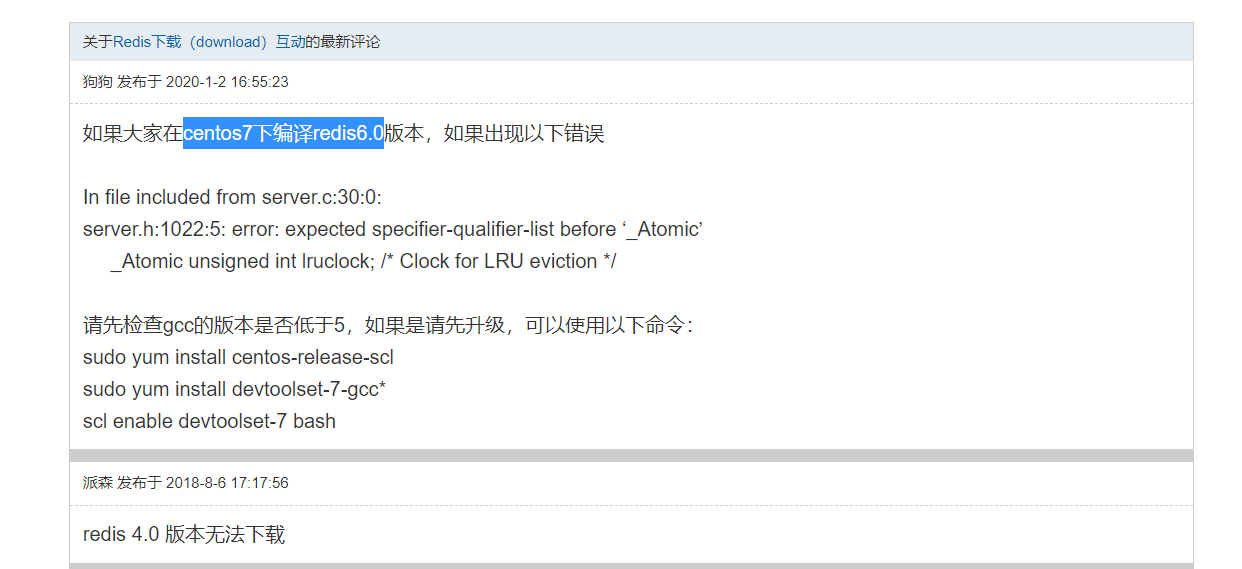 关于Redis下载（download）互动的最新评论
狗狗 发布于 2020-1-2 16:55:23
如果大家在centos7下编译redis6.0版本，如果出现以下错误
In file included from server.c:30:0:
server.h:1022:5: error: expected specifier-qualifier-list before ‘_Atomic’
_Atomic unsigned int lruclock; /* Clock for LRU eviction */
请先检查gcc的版本是否低于5，如果是请先升级，可以使用以下命令：
sudo yum install centos-release-scl
sudo yum install devtoolset-7-gcc*
scl enable devtoolset-7 bash
派森 发布于 2018-8-6 17:17:56
redis 4.0 版本无法下载